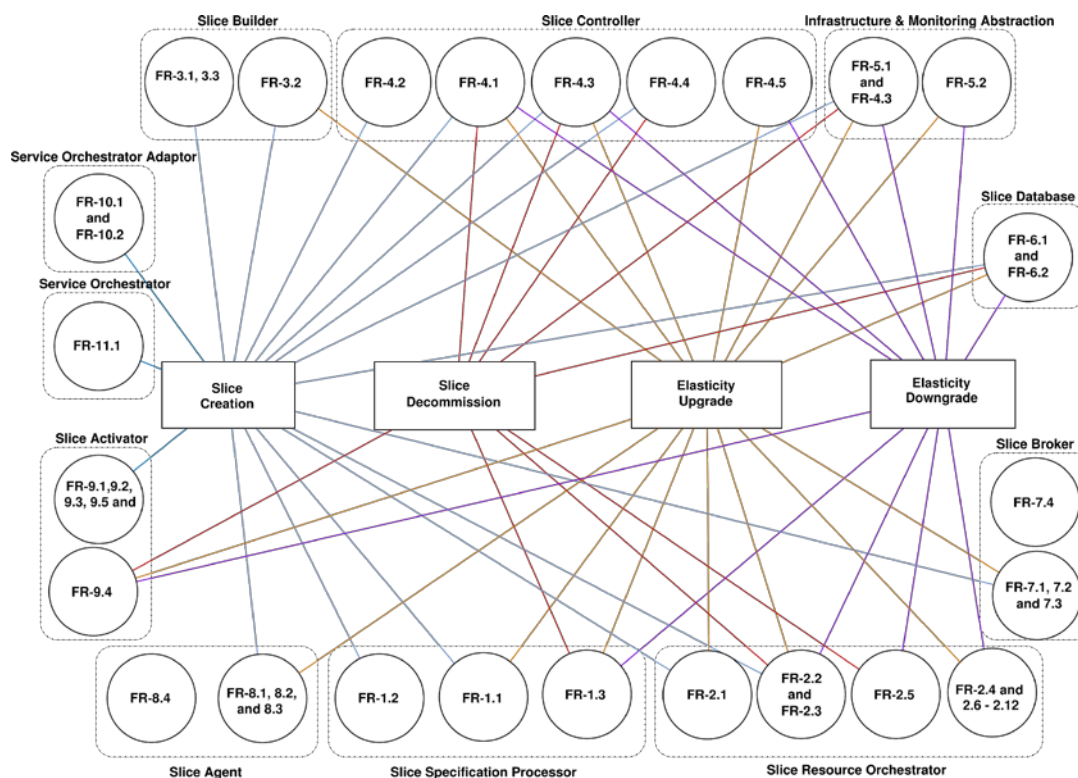 Slice Builder
Slice Controller
Infrastructure & Monitoring Abstraction
FR-3.1, 3.3
FR-3.2
FR-4.2
FR-4.1
FR-4.3
FR-4.4
FR-4.5
FR-5.1
and
FR-4.3
FR-5.2
Service Orchestrator Adaptor
FR-10.1
and
FR-10.2
Slice Database
FR-6.1
and
FR-6.2
Service Orchestrator
FR-11.1
Slice
Creation
Slice
Decommission
Elasticity
Upgrade
Elasticity
Downgrade
Slice Activator
FR-9.1,9.2,
9.3, 9.5 and
FR-9.4
Slice Broker
FR-7.4
FR-7.1, 7.2
and 7.3
FR-8.4
FR-8.1, 8.2,
and 8.3
FR-1.2
FR-1.1
FR-1.3
FR-2.1
FR-2.2
and
FR-2.3
FR-2.5
FR-2.4 and
2.6 - 2.12
Slice Agent
Slice Specification Processor
Slice Resource Orchestrator